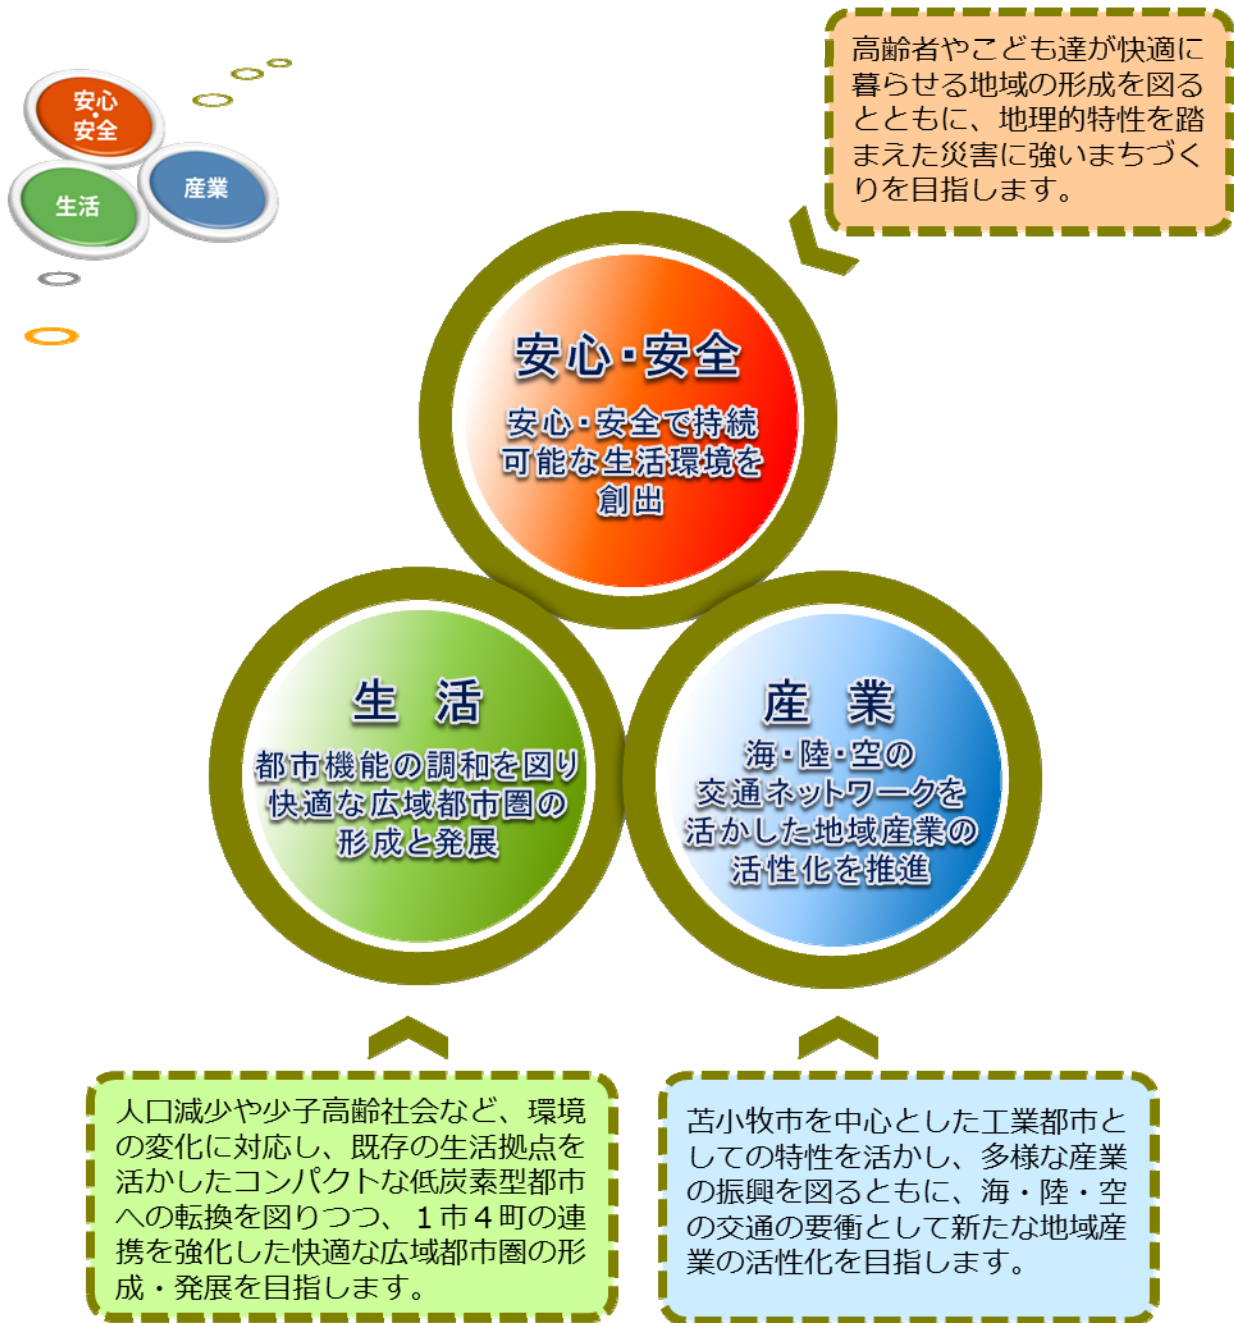 高齢者やこども達が快適に
暮らせる地域の形成を図る
とともに、地理的特性を踏
まえた災害に強いまちづく
りを目指します。
安心
・
安全
生活
産業
安心・安全
安心・安全で持続
可能な生活環境を
創出
生 活
都市機能の調和を図り
快適な広域都市圏の
形成と発展
産 業
海・陸・空の
交通ネットワークを
活かした地域産業の
活性化を推進
人口減少や少子高齢社会など、環境
の変化に対応し、既存の生活拠点を
活かしたコンパクトな低炭素型都市
への転換を図りつつ、１市４町の連
携を強化した快適な広域都市圏の形
成・発展を目指します。
苫小牧市を中心とした工業都市と
しての特性を活かし、多様な産業
の振興を図るともに、海・陸・空
の交通の要衝として新たな地域産
業の活性化を目指します。